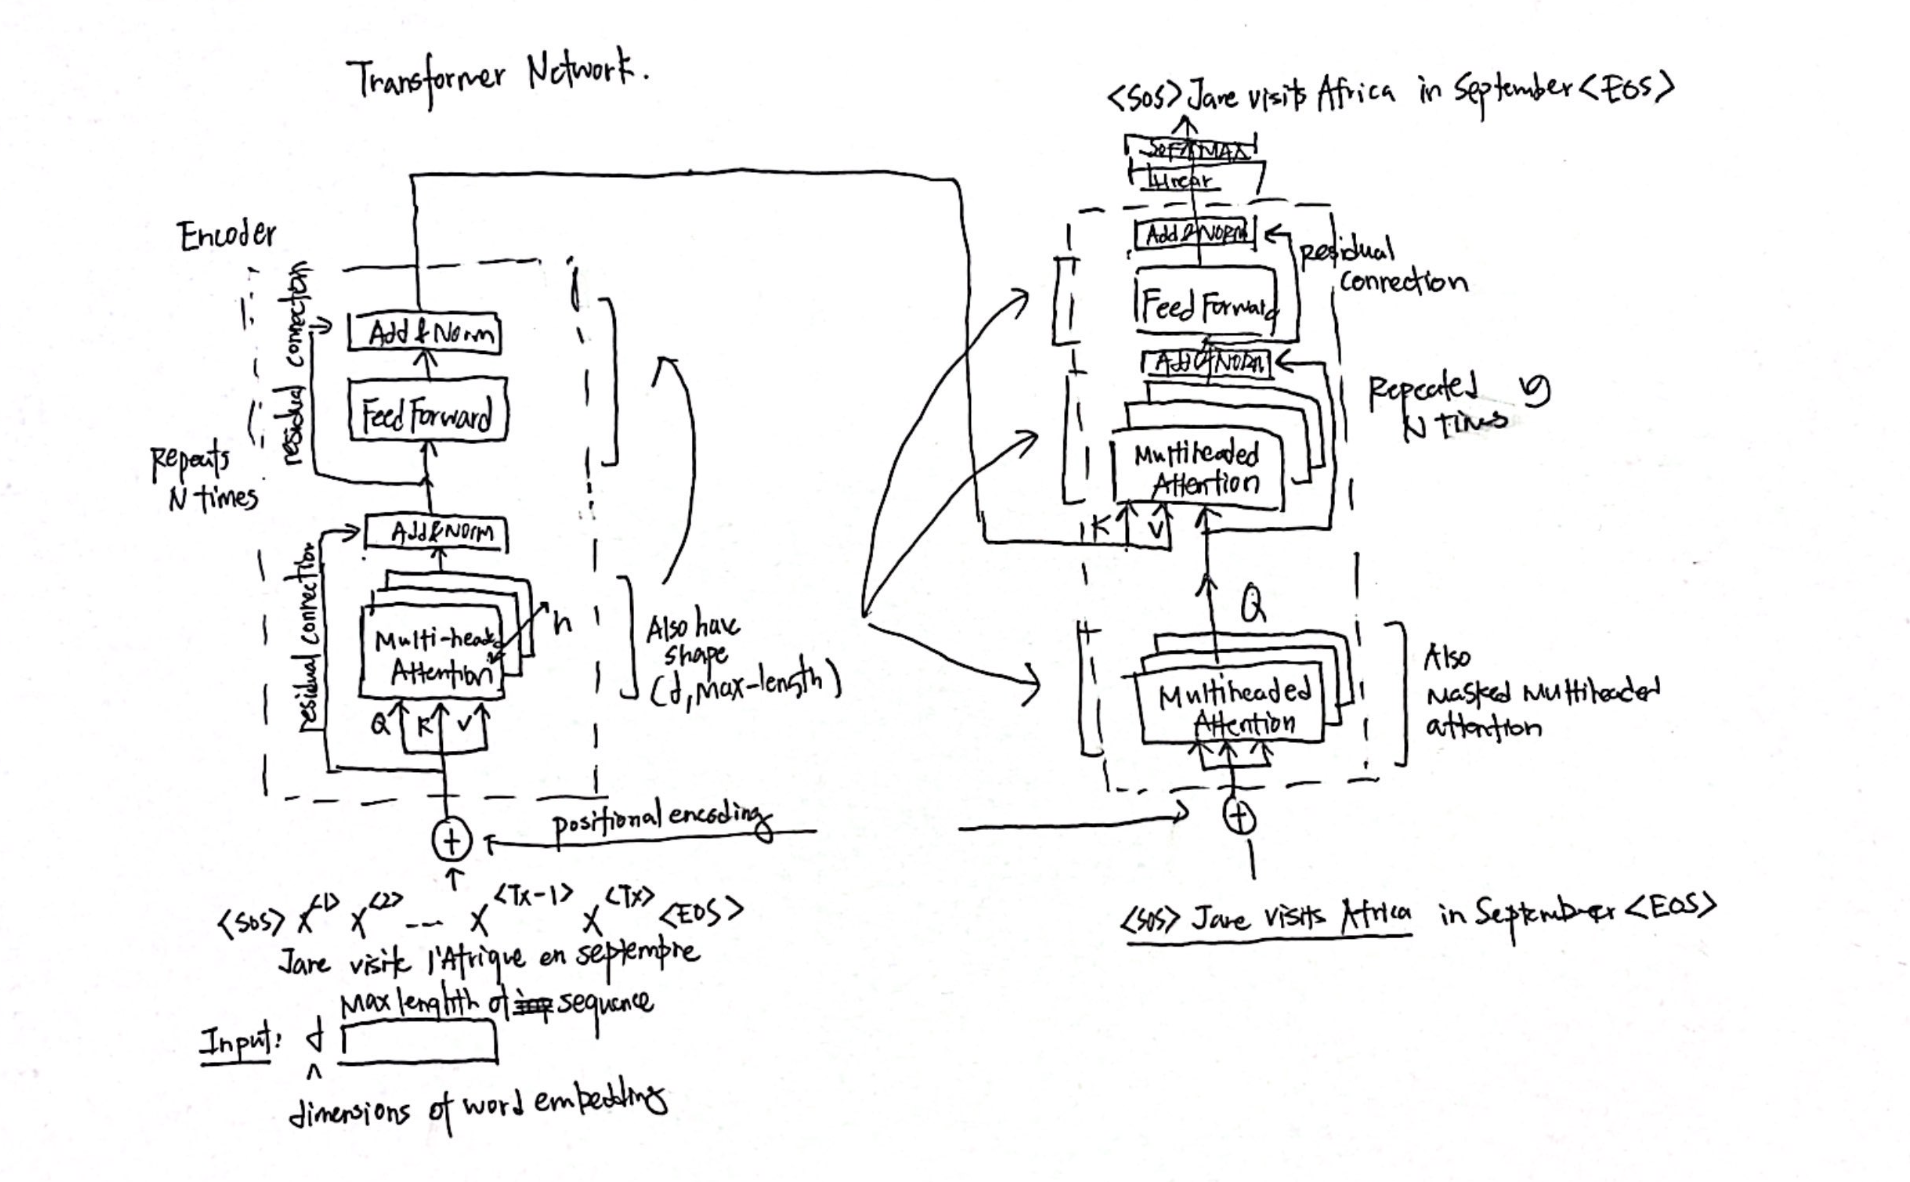 Transformer Network.
Encoder
residual connection
Add & Norm
Feed Forward
Repeats
N times
Add & Norm
residual connection
Multi-head
Attention
n
Q K V
Also have
shape
(d, Max-length)
positional encoding
<SOS> X<1> X<2> --- X<Tx-1> X<Tx> <EOS>
Jane visite l'Afrique en septembre
Max lenghth of sequence
Input: d
dimensions of word embedding
<SOS> Jane visits Africa in September <EOS>
SOFTMAX
Linear
Add & NORM
Residual
connection
Feed Forward
Add & NORM
Repeated
N times
Multiheaded
Attention
K V
Q
Multiheaded
Attention
Also
Masked Multiheaded
attention
<SOS> Jane visits Africa in September <EOS>